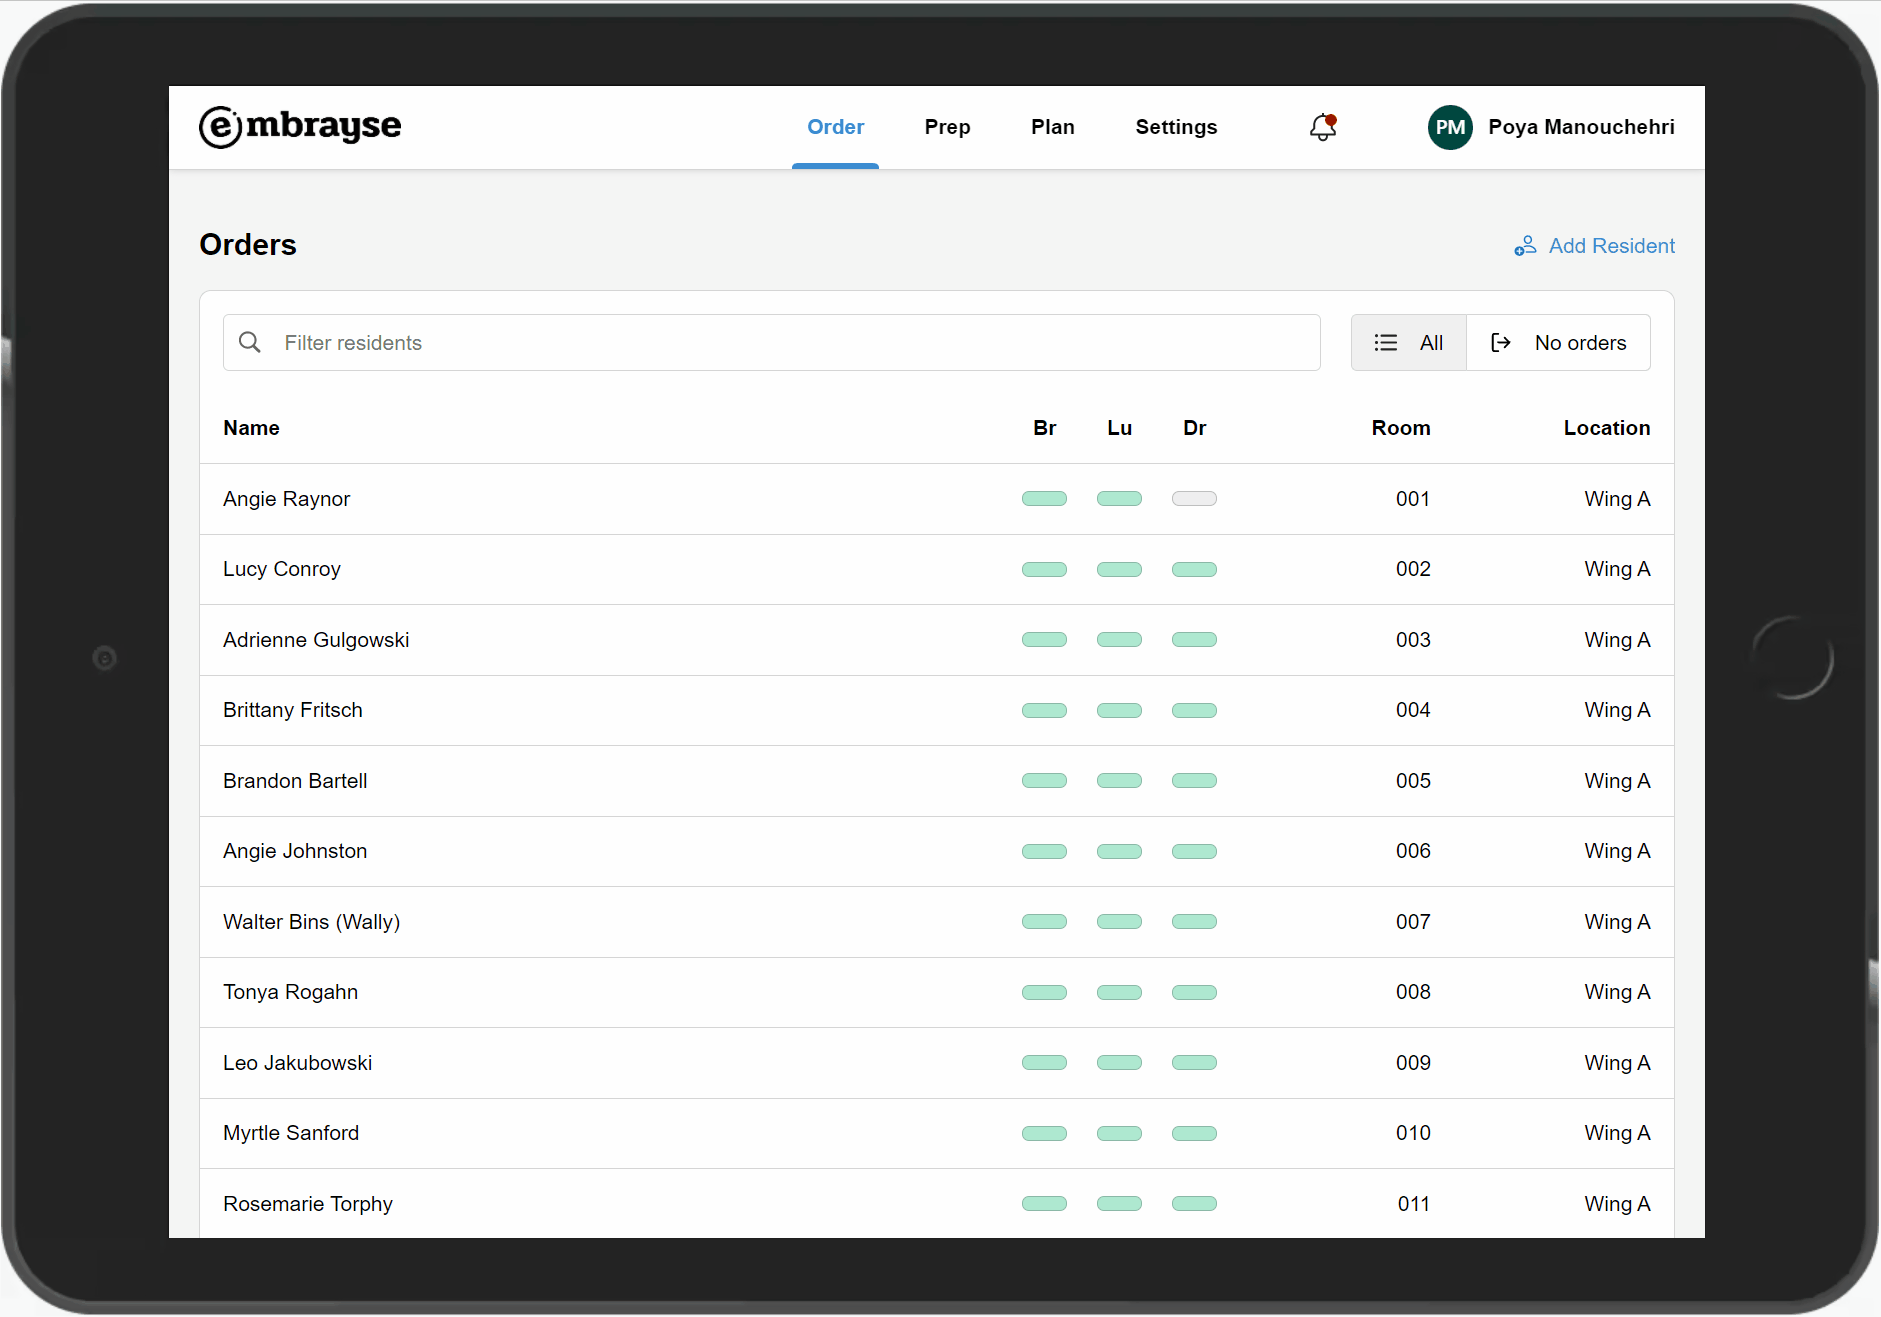 embrayse
Order Prep Plan Settings PM Poya Manouchehri
Orders Add Resident
Filter residents All No orders
Name Br Lu Dr Room Location
Angie Raynor 001 Wing A
Lucy Conroy 002 Wing A
Adrienne Gulgowski 003 Wing A
Brittany Fritsch 004 Wing A
Brandon Bartell 005 Wing A
Angie Johnston 006 Wing A
Walter Bins (Wally) 007 Wing A
Tonya Rogahn 008 Wing A
Leo Jakubowski 009 Wing A
Myrtle Sanford 010 Wing A
Rosemarie Torphy 011 Wing A